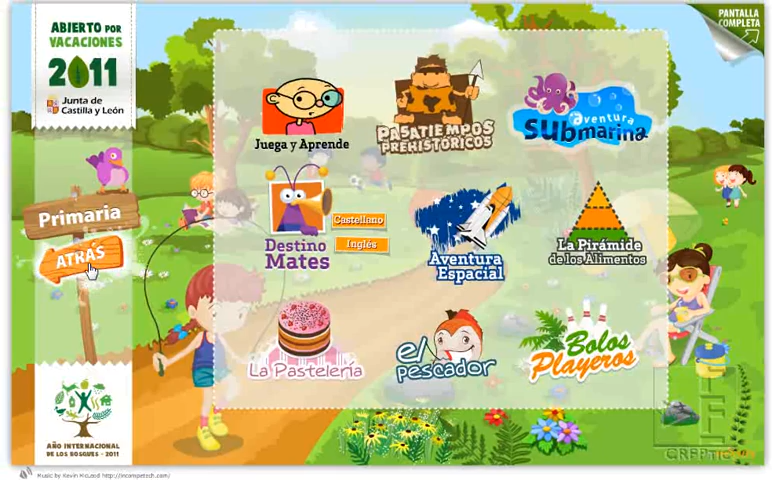 ABIERTO POR
VACACIONES
2011
Junta de
Castilla y León
PANTALLA
COMPLETA
Juega y Aprende
PASATIEMPOS
PREHISTÓRICOS
aventura
submarina
Primaria
ATRÁS
Destino
Mates
Castellano
Inglés
Aventura
Espacial
La Pirámide
de los Alimentos
La Pastelería
el
pescador
Bolos
Playeros
AÑO INTERNACIONAL
DE LOS BOSQUES - 2011
Music by Kevin McLeod http://incompetech.com/